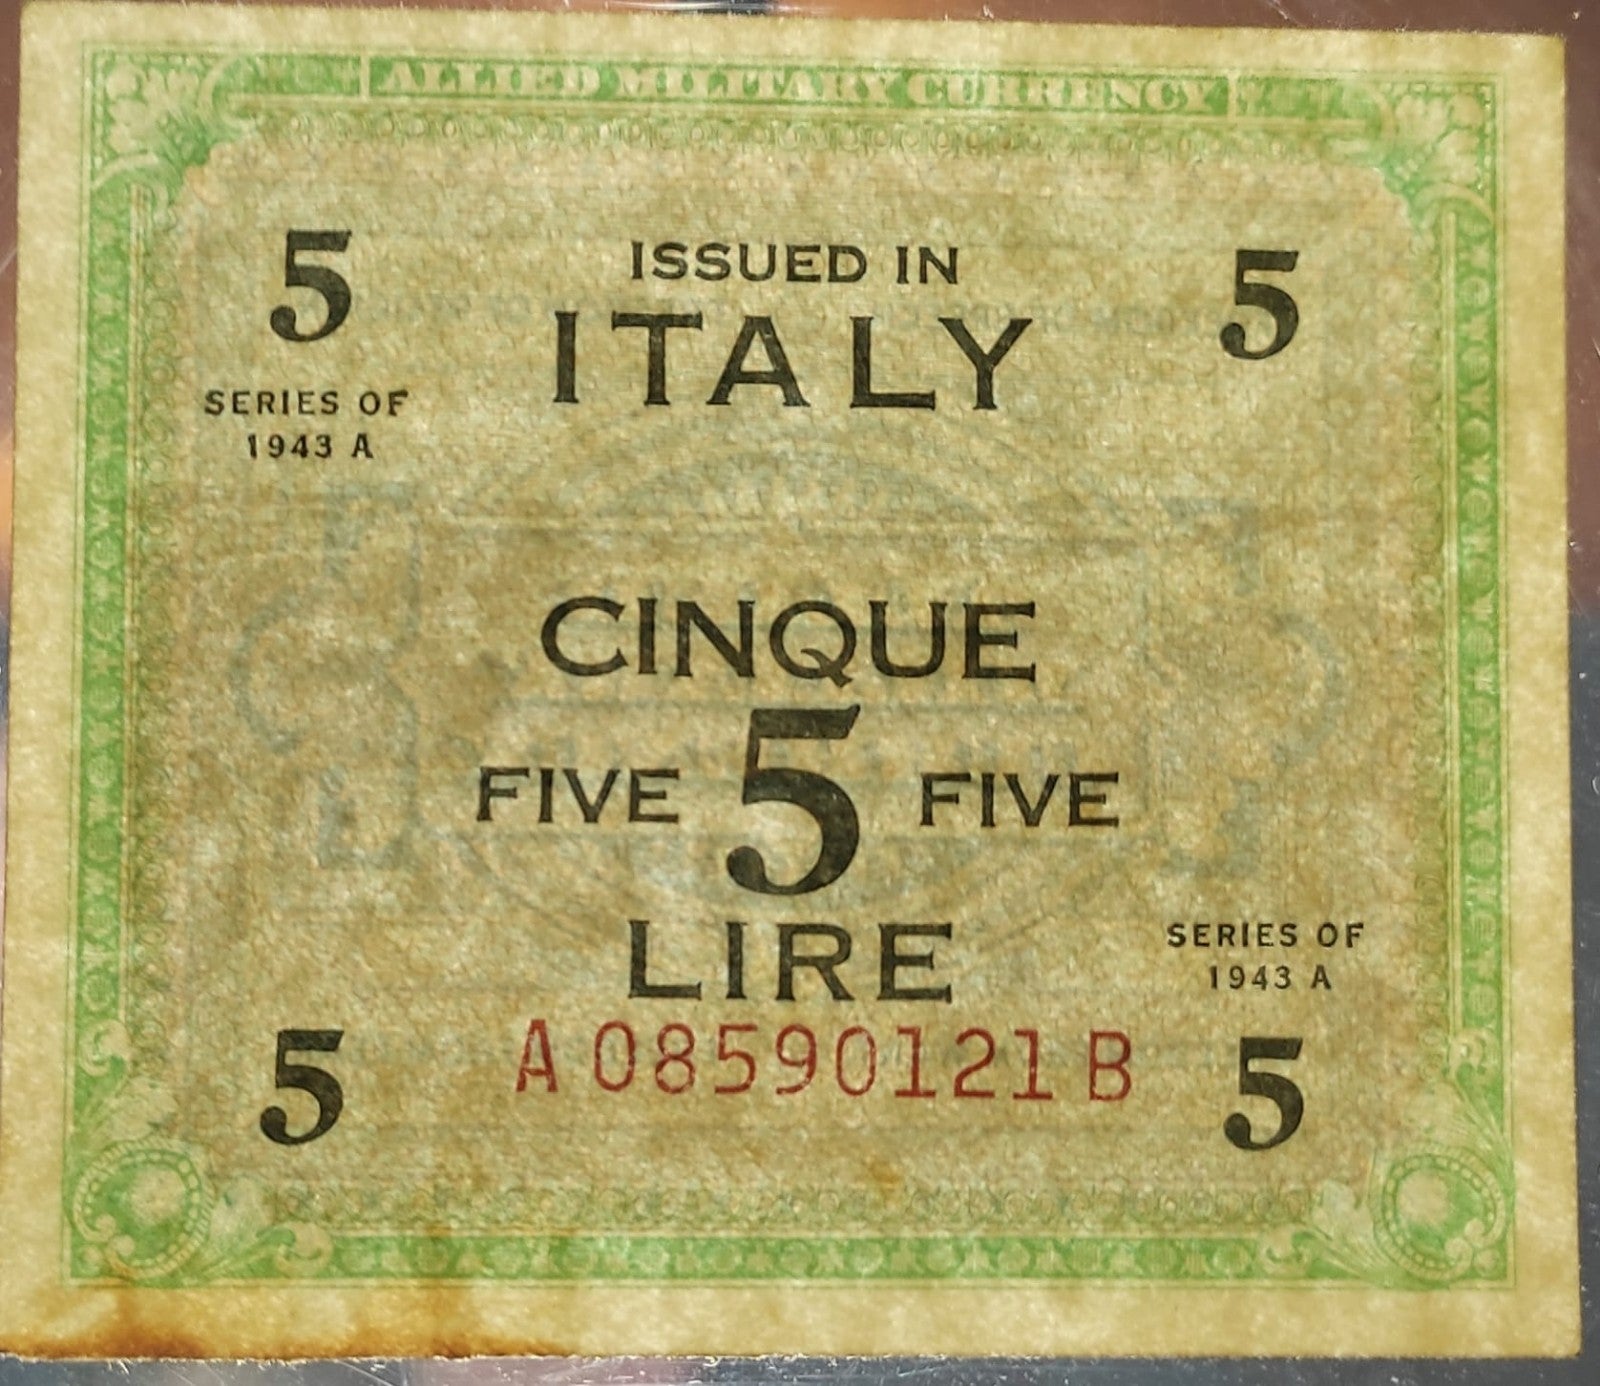 ALLIED MILITARY CURRENCY
5 ISSUED IN 5
ITALY
SERIES OF
1943 A
CINQUE
FIVE 5 FIVE
LIRE
SERIES OF
1943 A
5 A08590121B 5